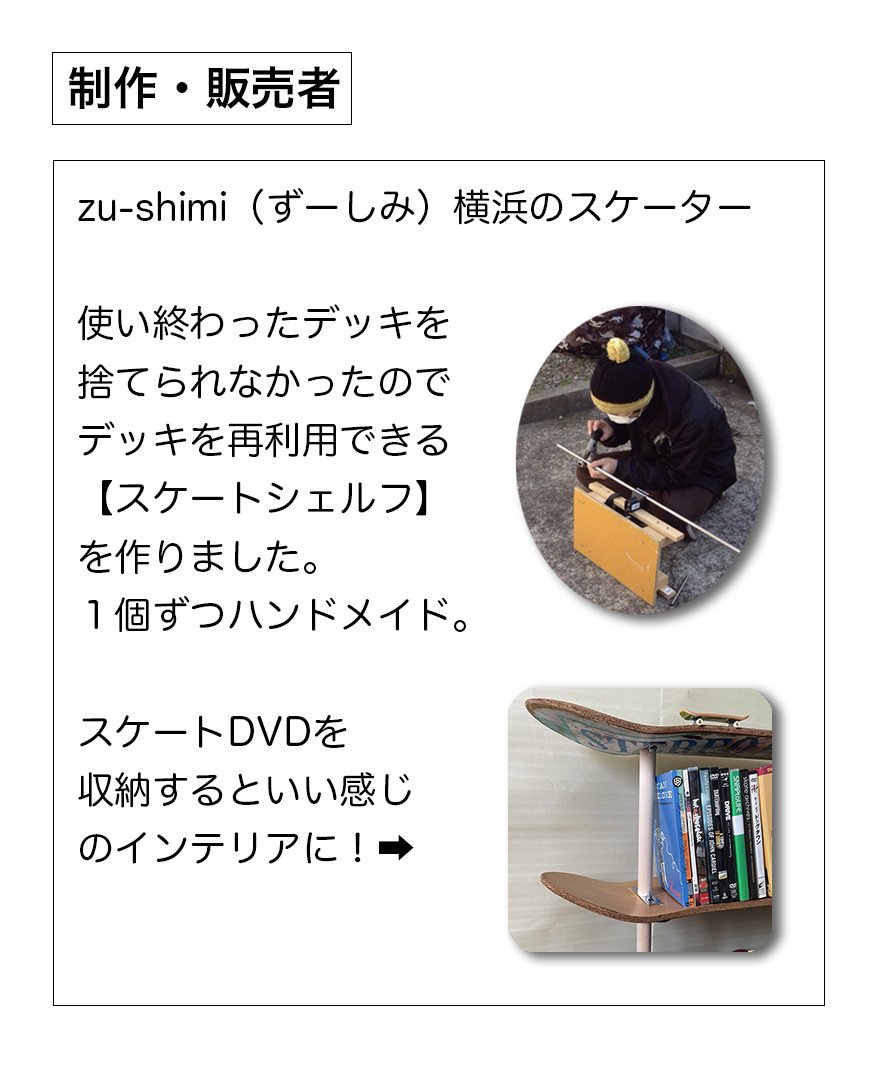 制作・販売者
zu-shimi（ずーしみ）横浜のスケーター
使い終わったデッキを
捨てられなかったので
デッキを再利用できる
【スケートシェルフ】
を作りました。
１個ずつハンドメイド。
スケートDVDを
収納するといい感じ
のインテリアに！➡